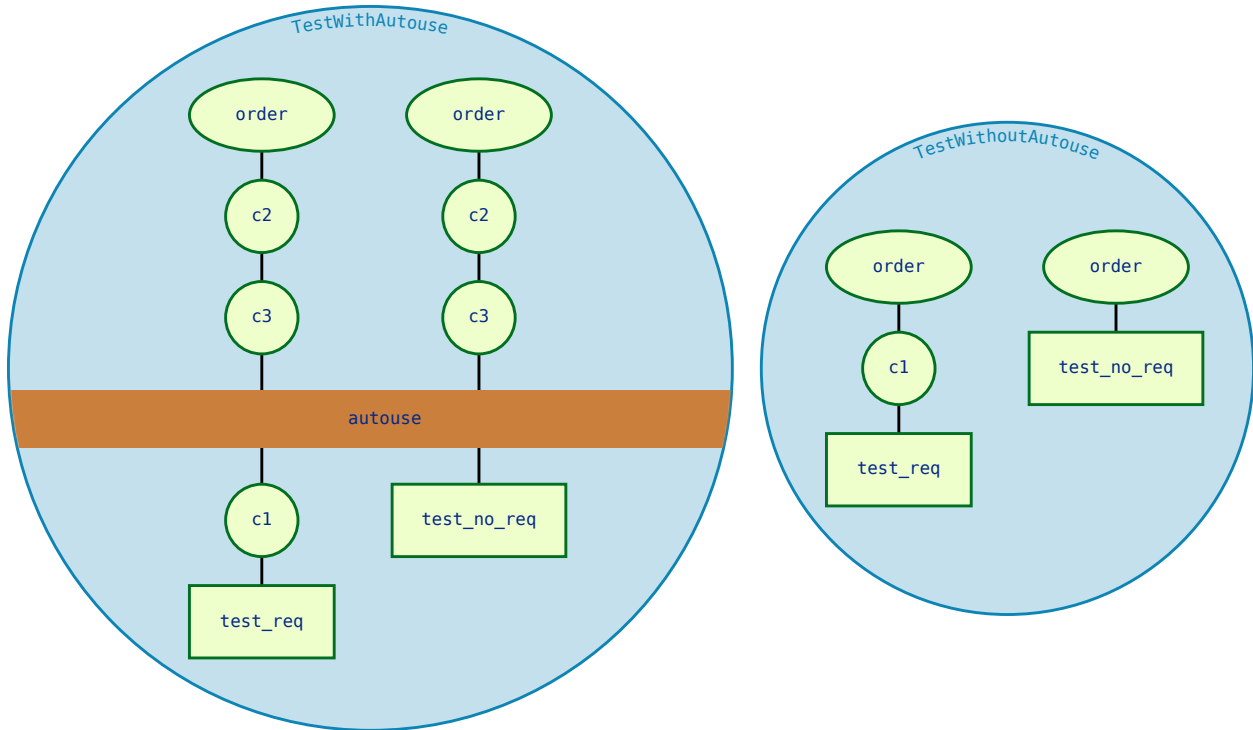 TestWithAutouse
order
order
c2
c2
c3
c3
autouse
c1
test_no_req
test_req
TestWithoutAutouse
order
order
c1
test_no_req
test_req